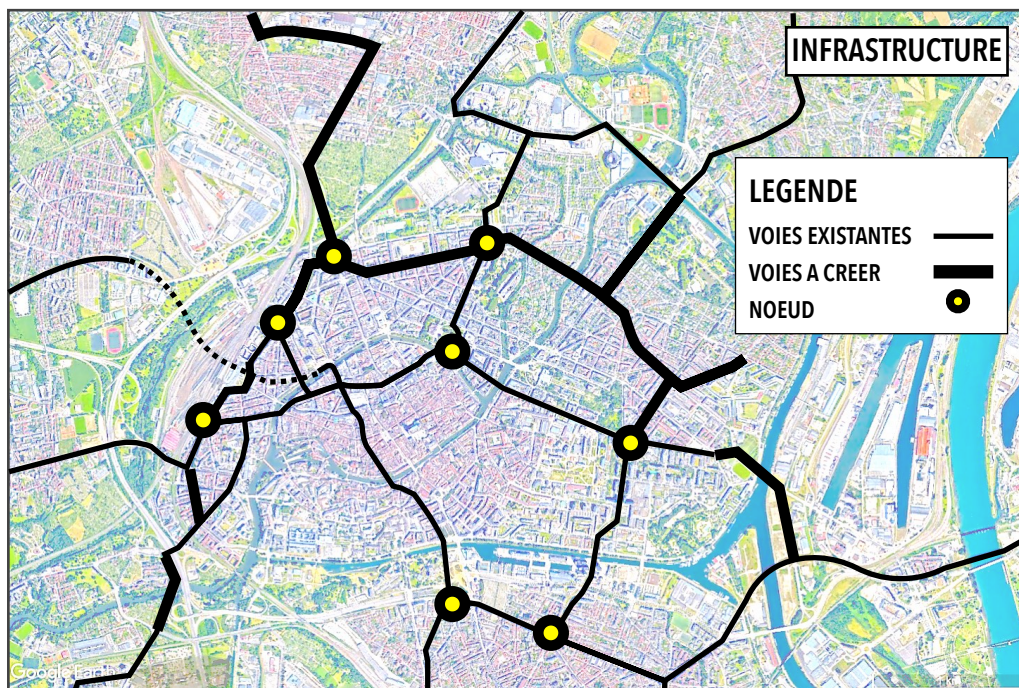 INFRASTRUCTURE
LEGENDE
VOIES EXISTANTES
VOIES A CREER
NOEUD
Google Earth